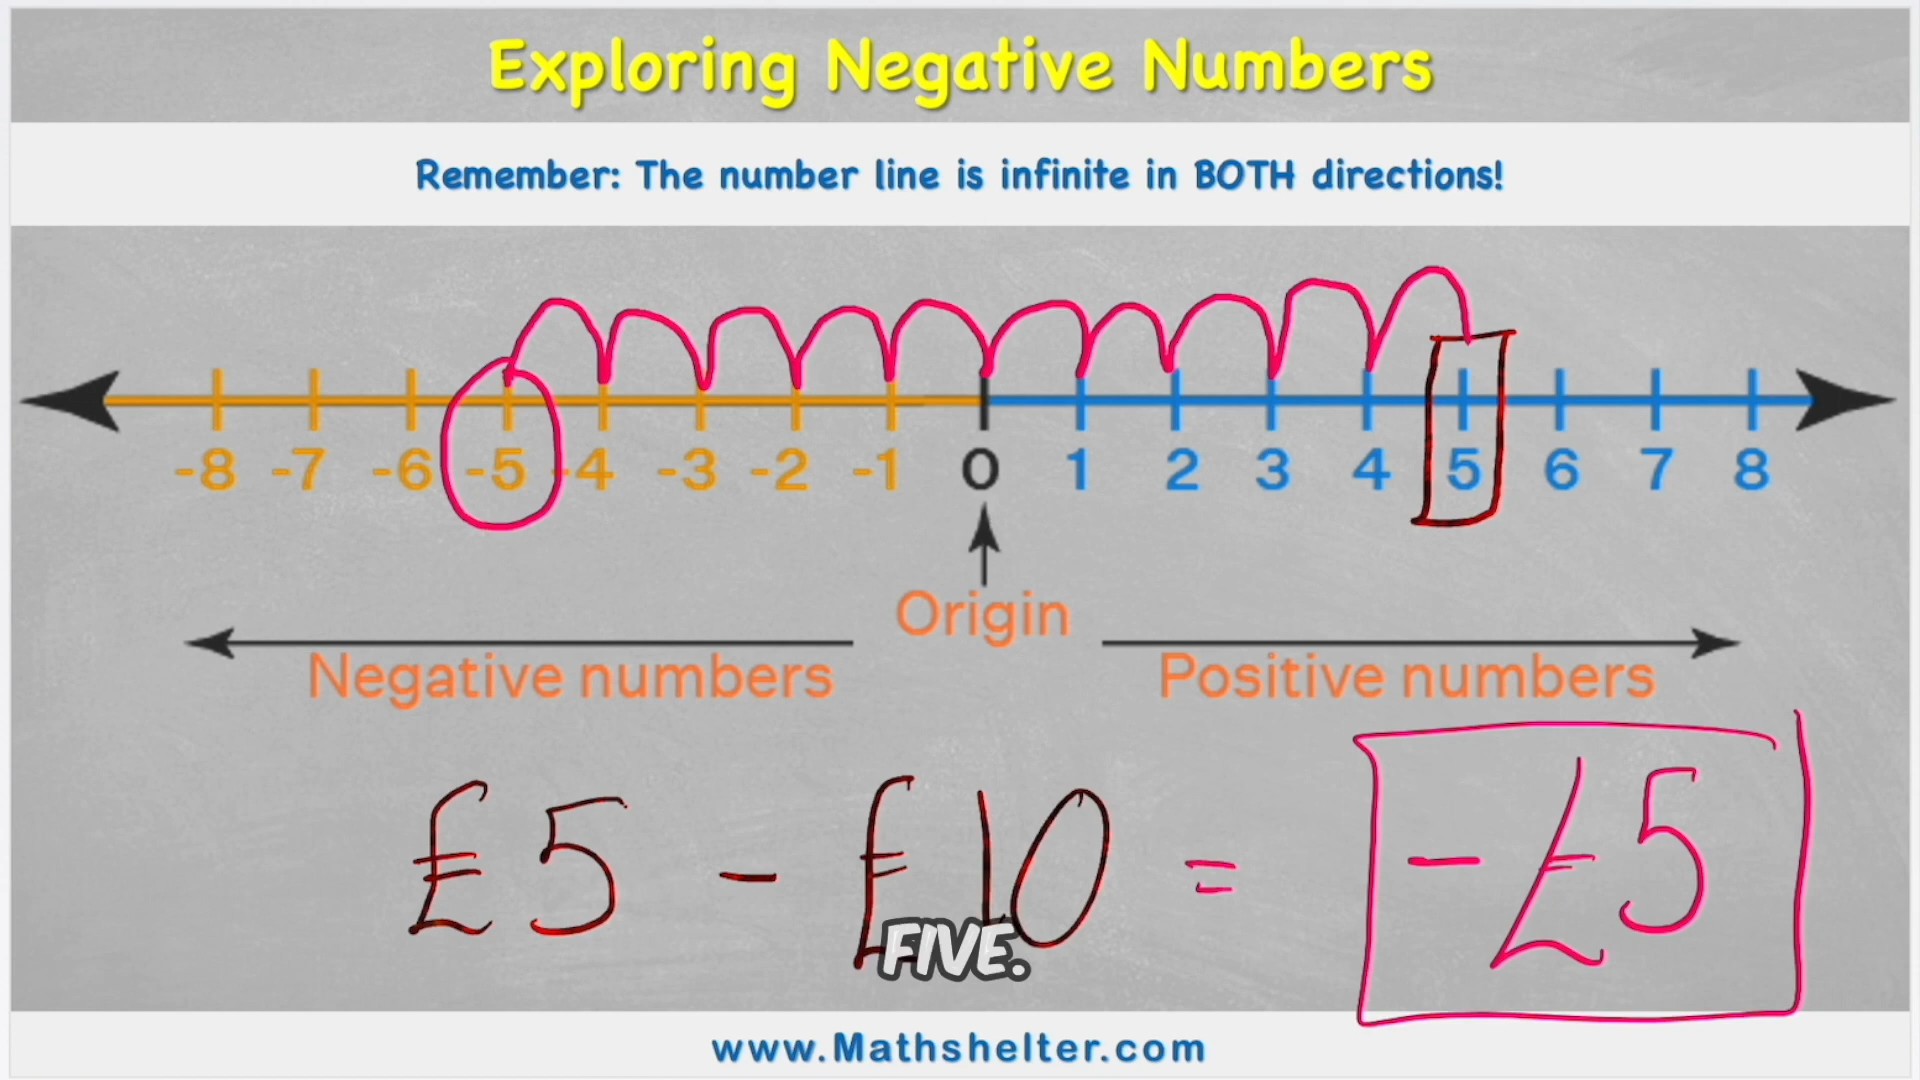 Exploring Negative Numbers
Remember: The number line is infinite in BOTH directions!
-8 -7 -6 -5 -4 -3 -2 -1 0 1 2 3 4 5 6 7 8
Origin
Negative numbers Positive numbers
£5 - £10 = -£5
FIVE.
www.Mathshelter.com